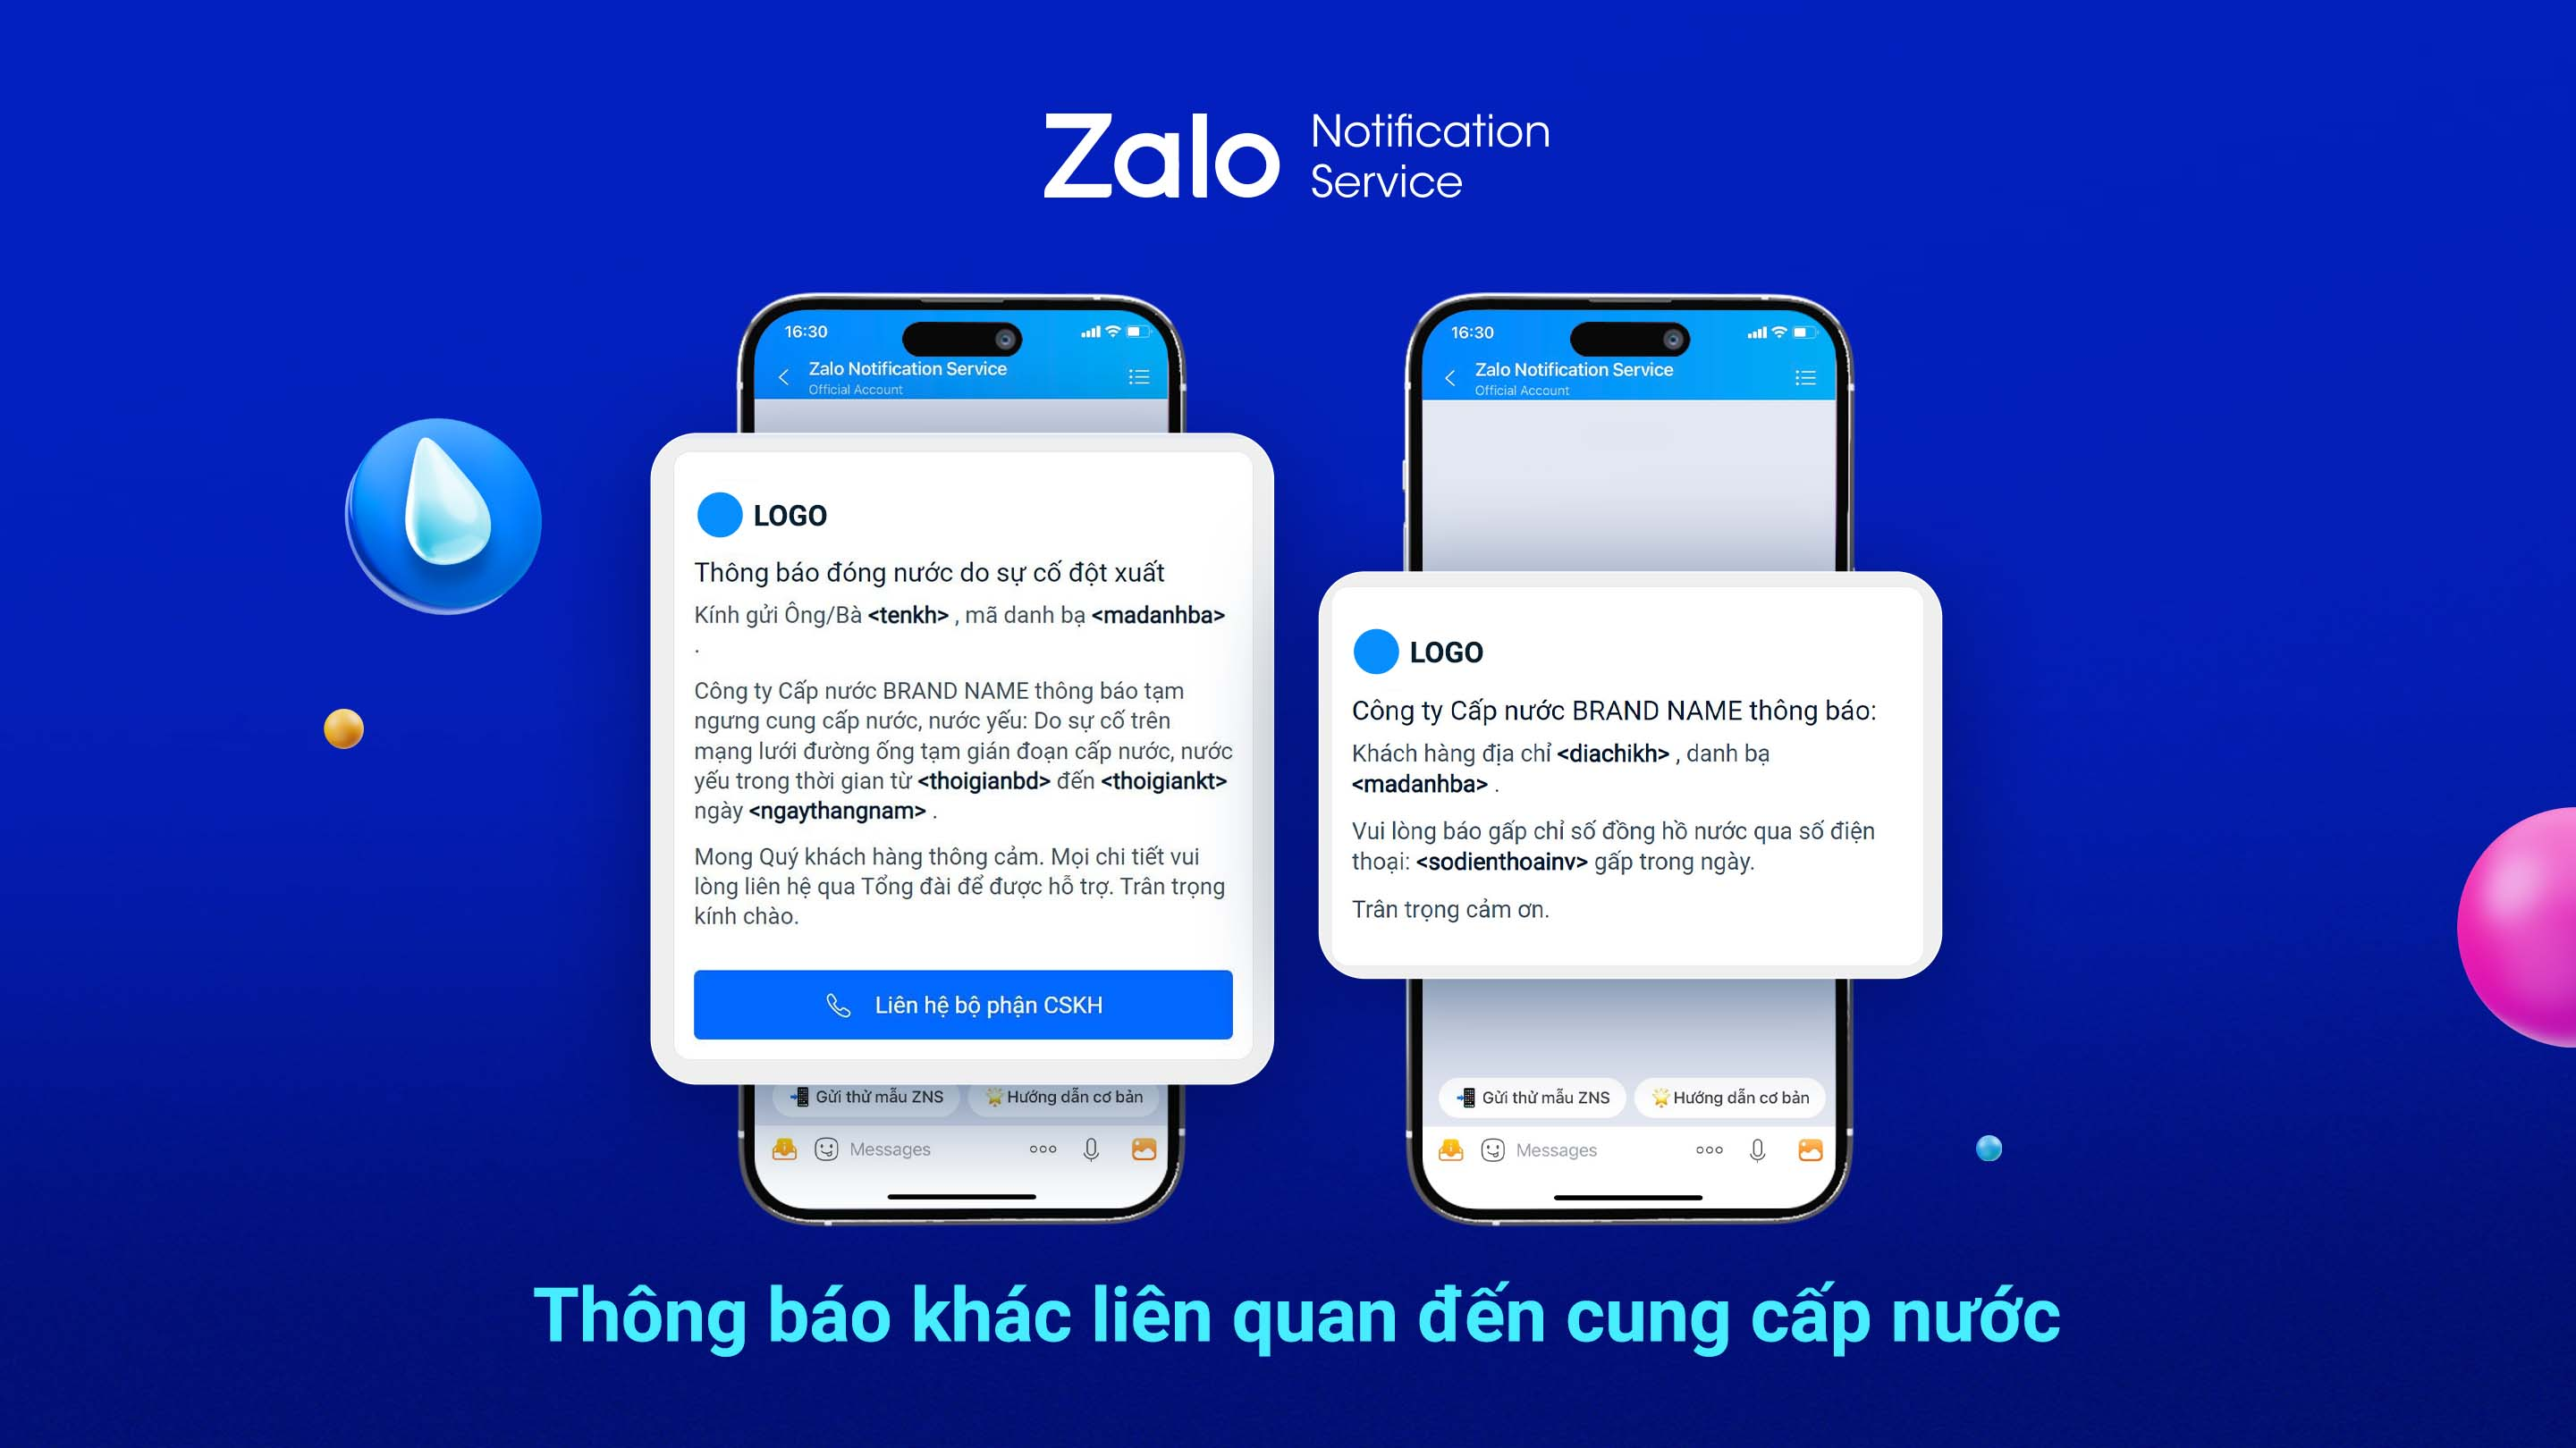 Zalo Notification
Service
16:30
Zalo Notification Service
Official Account
LOGO
Thông báo đóng nước do sự cố đột xuất
Kính gửi Ông/Bà <tenkh> , mã danh bạ <madanhba>
.
Công ty Cấp nước BRAND NAME thông báo tạm
ngưng cung cấp nước, nước yếu: Do sự cố trên
mạng lưới đường ống tạm gián đoạn cấp nước, nước
yếu trong thời gian từ <thoigianbd> đến <thoigiankt>
ngày <ngaythangnam> .
Mong Quý khách hàng thông cảm. Mọi chi tiết vui
lòng liên hệ qua Tổng đài để được hỗ trợ. Trân trọng
kính chào.
Liên hệ bộ phận CSKH
Gửi thử mẫu ZNS
Hướng dẫn cơ bản
Messages
16:30
Zalo Notification Service
Official Account
LOGO
Công ty Cấp nước BRAND NAME thông báo:
Khách hàng địa chỉ <diachikh> , danh bạ
<madanhba> .
Vui lòng báo gấp chỉ số đồng hồ nước qua số điện
thoại: <sodienthoainv> gấp trong ngày.
Trân trọng cảm ơn.
Gửi thử mẫu ZNS
Hướng dẫn cơ bản
Messages
Thông báo khác liên quan đến cung cấp nước